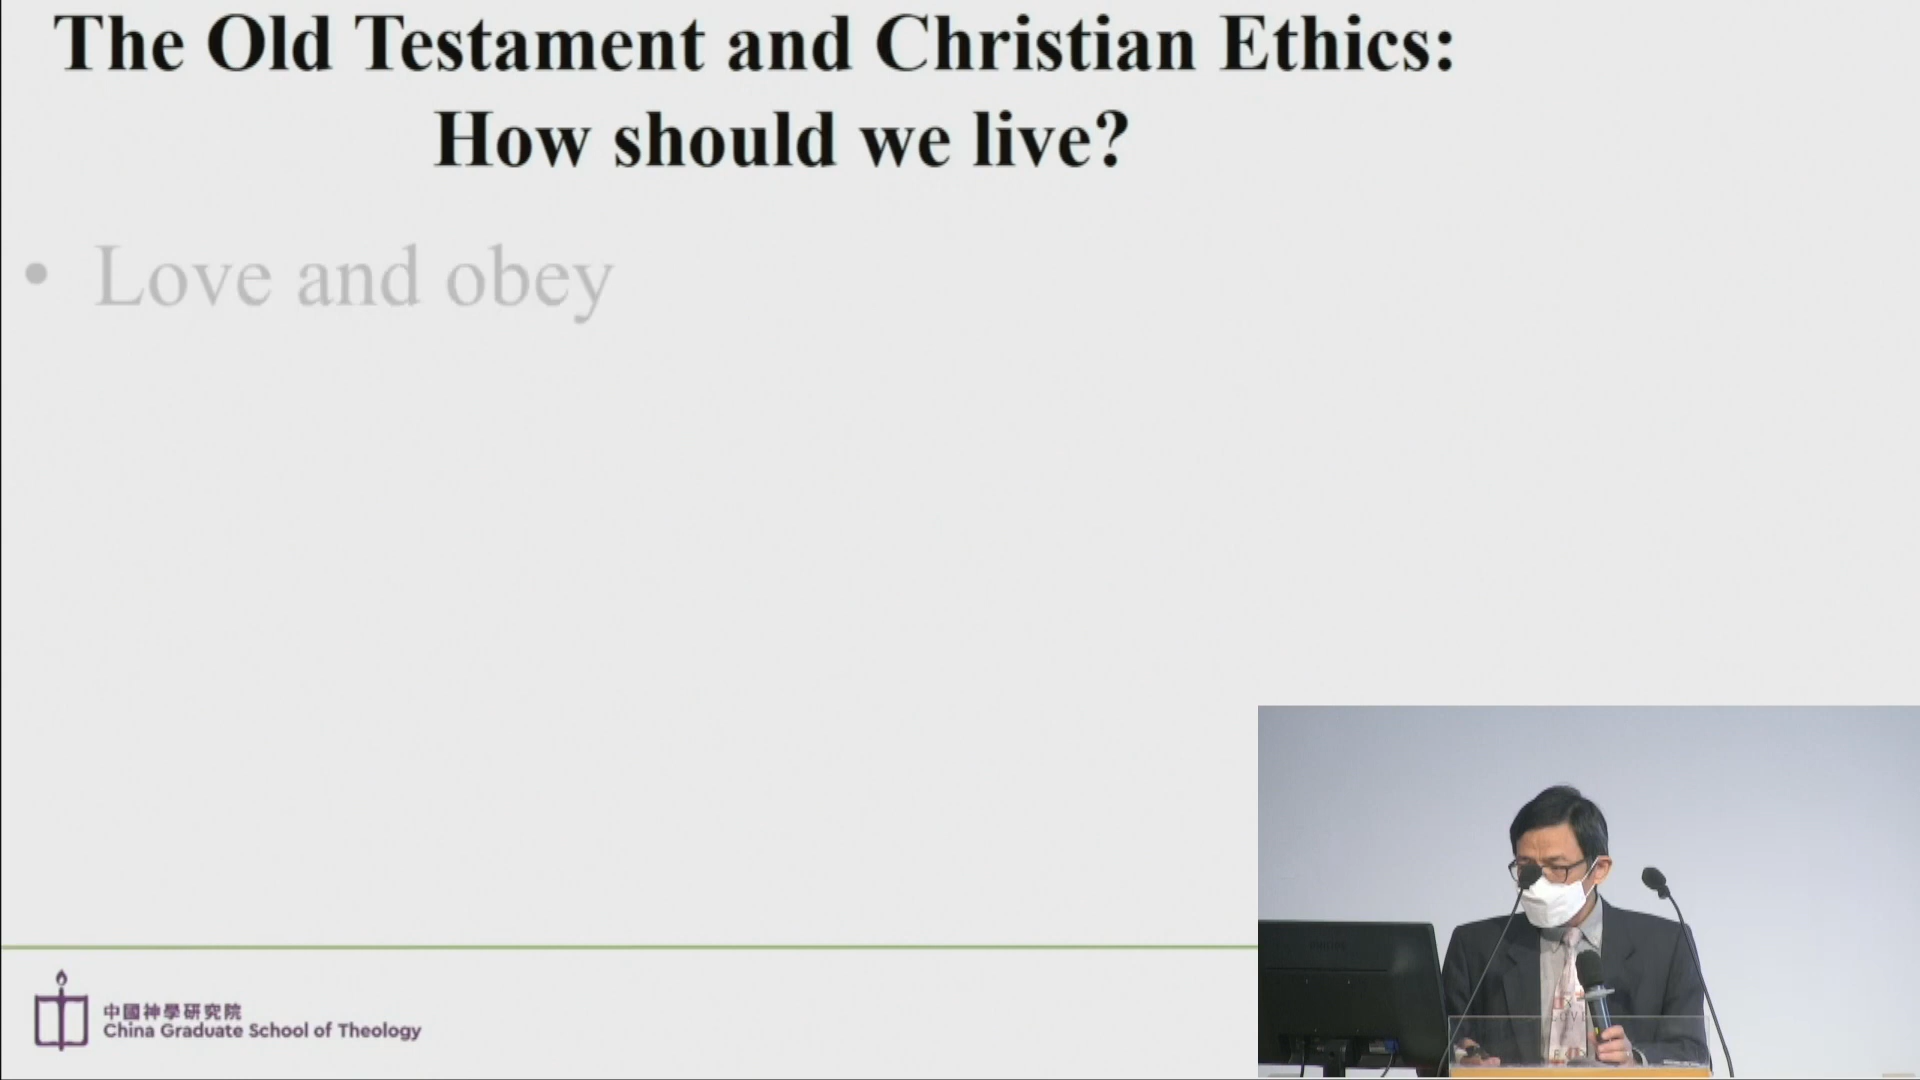 The Old Testament and Christian Ethics:
How should we live?
• Love and obey
中國神學研究院
China Graduate School of Theology